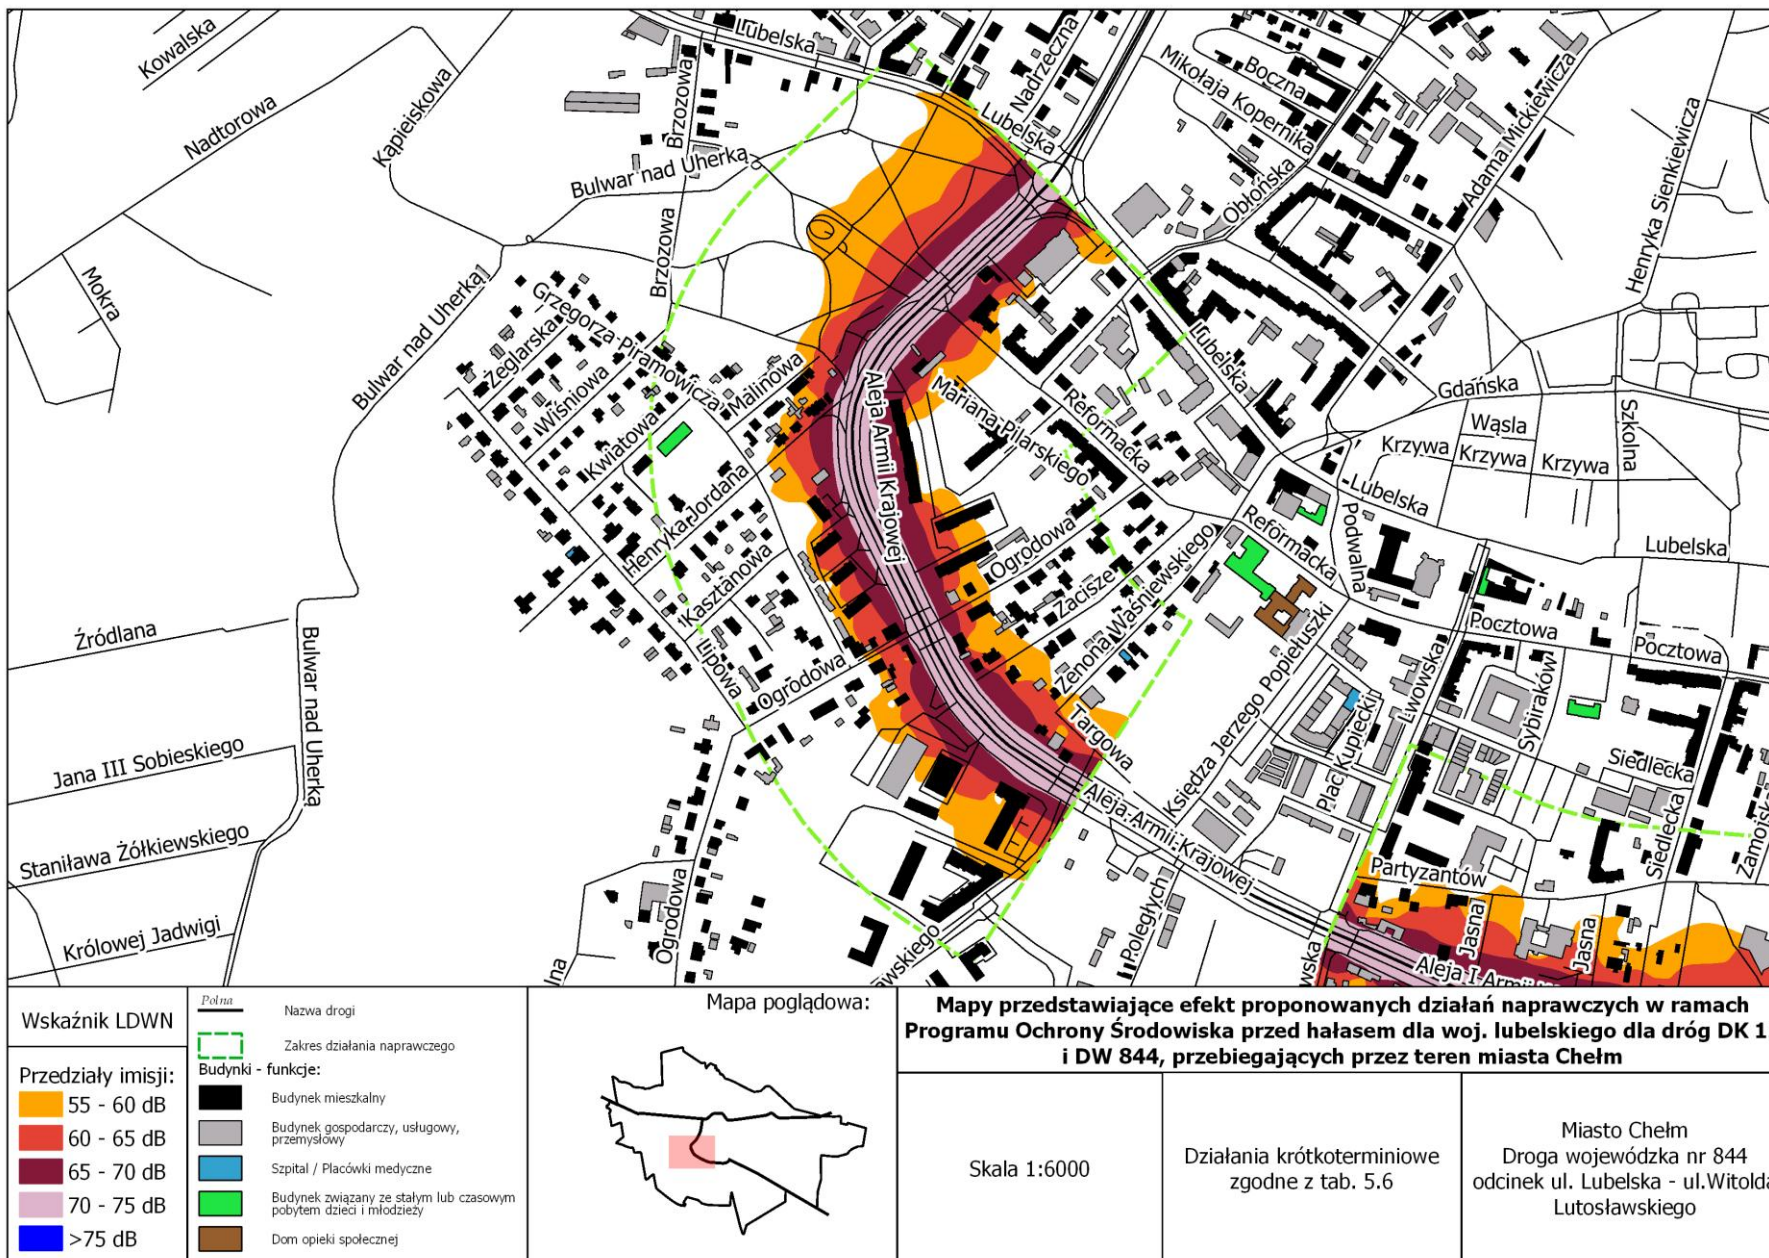 Kowalska
Nadtorowa
Kąpieiskowa
Lubelska
Brzozowa
Nadrzeczna
Lubelska
Boczna
Mikołaja Kopernika
Adama Mickiewicza
Henryka Sienkiewicza
Bulwar nad Uherką
Obłońska
Brzozowa
Mokra
Bulwar nad Uherką
Grzegorza Piramowicza
Żeglarska
Wiśniowa
Malinowa
Kwiatowa
Aleja Armii Krajowej
Mariana Pilarskiego
Reformacka
Lubelska
Gdańska
Wąsla
Krzywa
Krzywa
Krzywa
Szkolna
Henryka Jordana
Lubelska
Lubelska
Kasztanowa
Ogrodowa
Zacisze
Zenona Waśniewskiego
Reformacka
Podwalna
Źródlana
Bulwar nad Uherką
Lipowa
Ogrodowa
Pocztowa
Pocztowa
Księdza Jerzego Popiełuszki
Lwowska
Sybiraków
Targowa
Plac Kupiecki
Siedlecka
Siedlecka
Zamojska
Jana III Sobieskiego
Stanisława Żółkiewskiego
Królowej Jadwigi
Ogrodowa
lna
Aleja Armii Krajowej
Partyzantów
Jasna
Jasna
Poległych
awskiego
wska
Aleja I Armii
Wskaźnik LDWN
Przedziały imisji:
55 - 60 dB
60 - 65 dB
65 - 70 dB
70 - 75 dB
>75 dB
Polna
Nazwa drogi
Zakres działania naprawczego
Budynki - funkcje:
Budynek mieszkalny
Budynek gospodarczy, usługowy,
przemysłowy
Szpital / Placówki medyczne
Budynek związany ze stałym lub czasowym
pobytem dzieci i młodzieży
Dom opieki społecznej
Mapa poglądowa:
Mapy przedstawiające efekt proponowanych działań naprawczych w ramach
Programu Ochrony Środowiska przed hałasem dla woj. lubelskiego dla dróg DK 1
i DW 844, przebiegających przez teren miasta Chełm
Skala 1:6000
Działania krótkoterminiowe
zgodne z tab. 5.6
Miasto Chełm
Droga wojewódzka nr 844
odcinek ul. Lubelska - ul.Witolda
Lutosławskiego